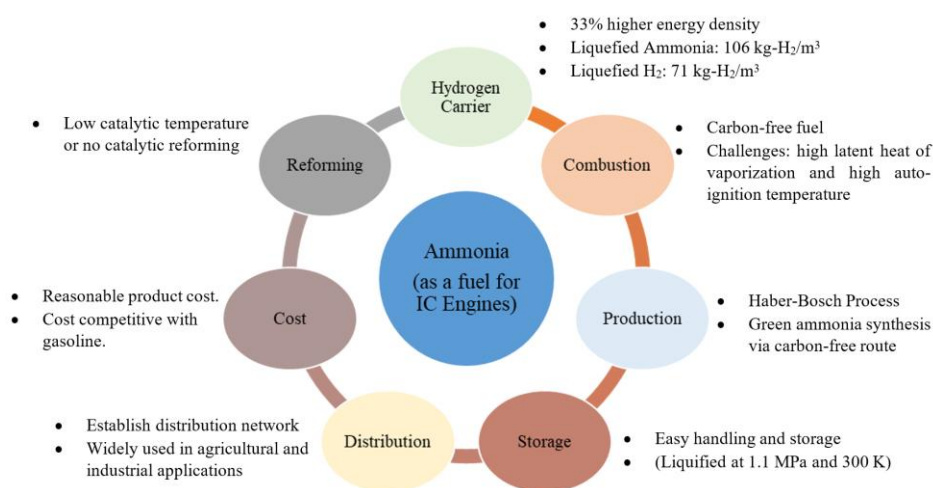 • 33% higher energy density
• Liquefied Ammonia: 106 kg-H₂/m³
• Liquefied H₂: 71 kg-H₂/m³
Hydrogen
Carrier
• Low catalytic temperature
or no catalytic reforming
Reforming
Combustion
• Carbon-free fuel
• Challenges: high latent heat of
vaporization and high auto-
ignition temperature
Ammonia
(as a fuel for
IC Engines)
• Reasonable product cost.
• Cost competitive with
gasoline.
Cost
Production
• Haber-Bosch Process
• Green ammonia synthesis
via carbon-free route
• Establish distribution network
• Widely used in agricultural and
industrial applications
Distribution
Storage
• Easy handling and storage
• (Liquified at 1.1 MPa and 300 K)